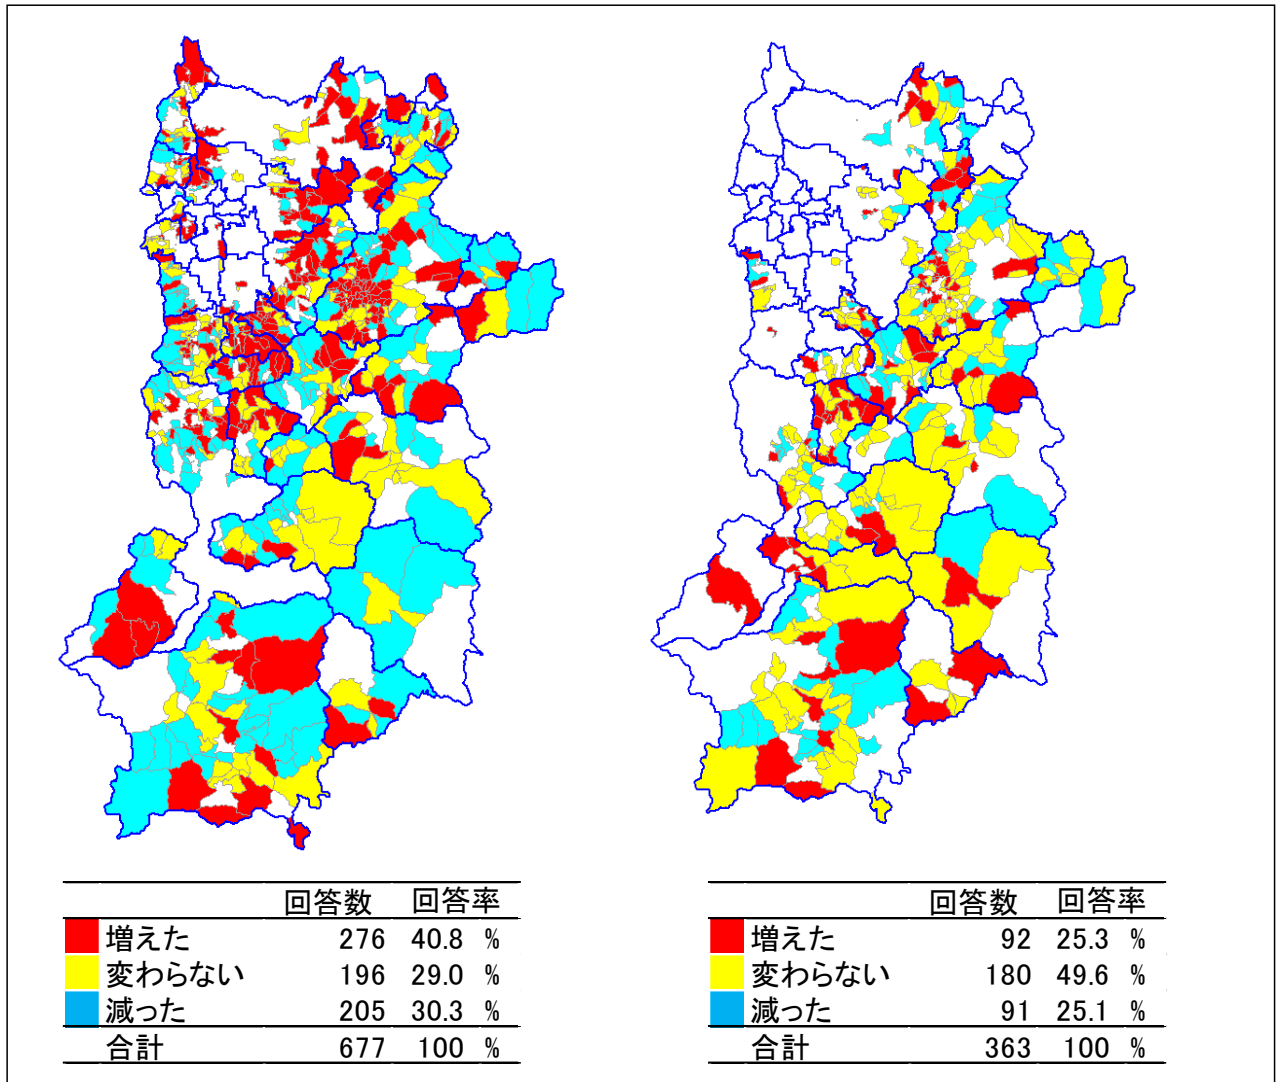 回答数 回答率
増えた 276 40.8 %
変わらない 196 29.0 %
減った 205 30.3 %
合計 677 100 %
回答数 回答率
増えた 92 25.3 %
変わらない 180 49.6 %
減った 91 25.1 %
合計 363 100 %